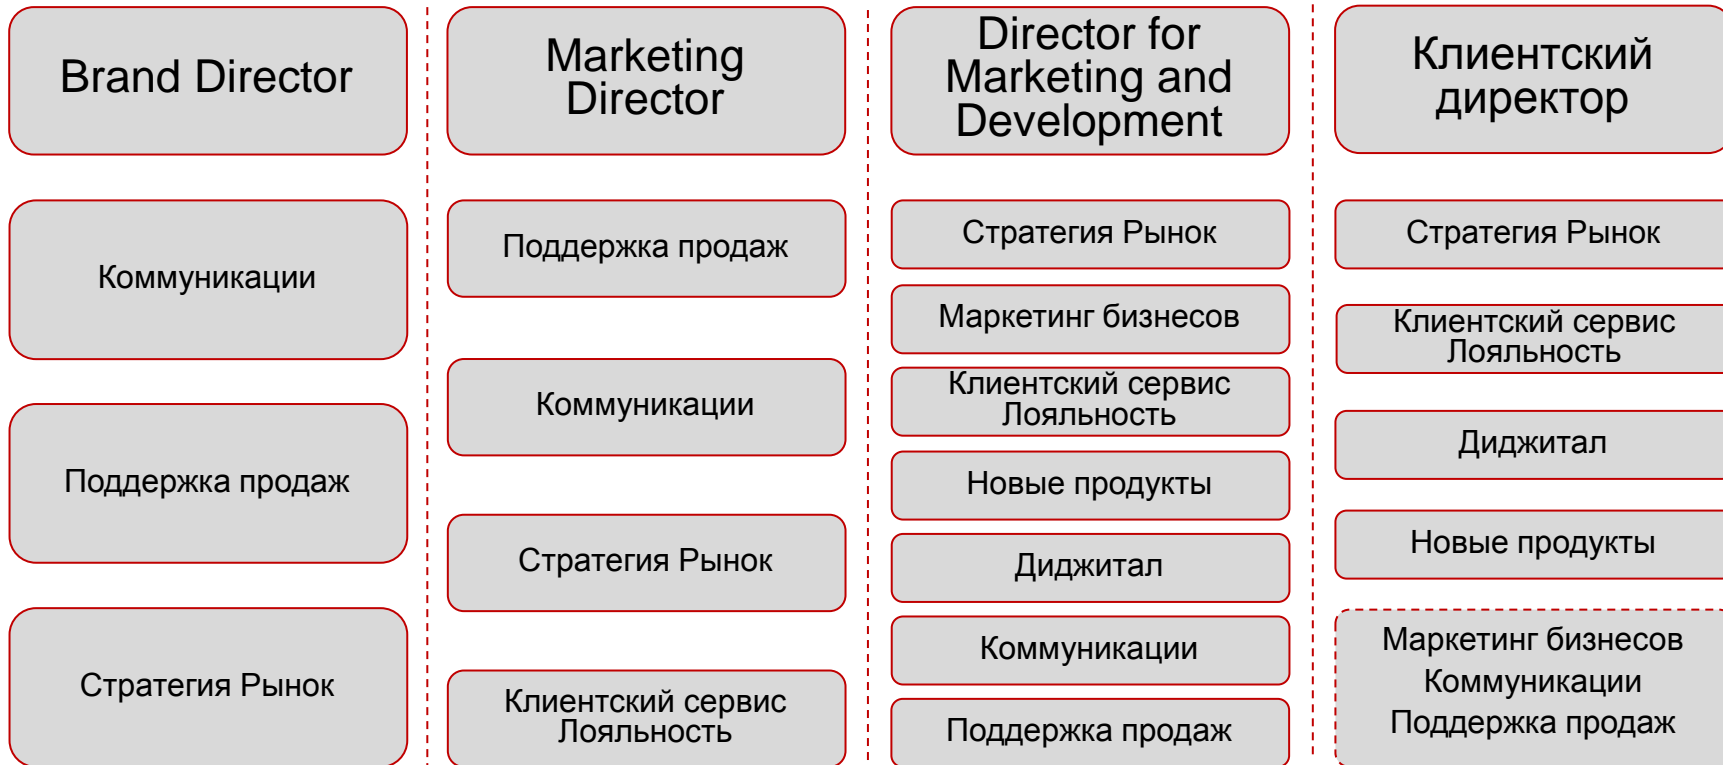 Brand Director
Коммуникации
Поддержка продаж
Стратегия Рынок
Marketing
Director
Поддержка продаж
Коммуникации
Стратегия Рынок
Клиентский сервис
Лояльность
Director for
Marketing and
Development
Стратегия Рынок
Маркетинг бизнесов
Клиентский сервис
Лояльность
Новые продукты
Диджитал
Коммуникации
Поддержка продаж
Клиентский
директор
Стратегия Рынок
Клиентский сервис
Лояльность
Диджитал
Новые продукты
Маркетинг бизнесов
Коммуникации
Поддержка продаж